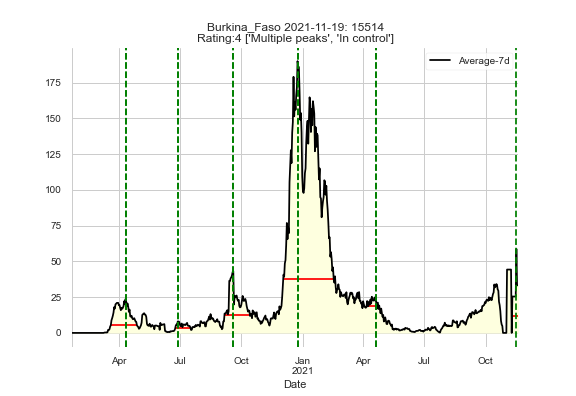 Burkina_Faso 2021-11-19: 15514
Rating:4 ['Multiple peaks', 'In control']
Average-7d
175
150
125
100
75
50
25
0
Apr Jul Oct Jan Apr Jul Oct
2021
Date